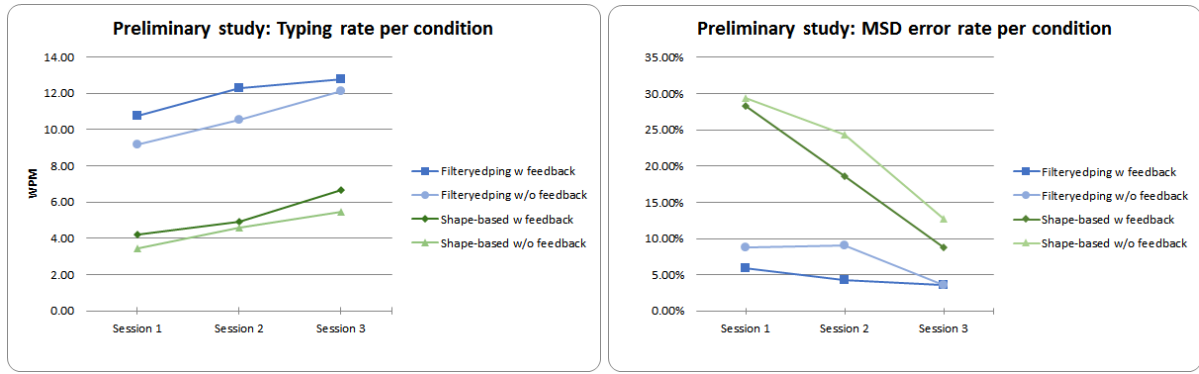 Preliminary study: Typing rate per condition
14.00
12.00
10.00
8.00
6.00
4.00
2.00
0.00
WPM
Session 1 Session 2 Session 3
Filteryedping w feedback
Filteryedping w/o feedback
Shape-based w feedback
Shape-based w/o feedback
Preliminary study: MSD error rate per condition
35.00%
30.00%
25.00%
20.00%
15.00%
10.00%
5.00%
0.00%
Session 1 Session 2 Session 3
Filteryedping w feedback
Filteryedping w/o feedback
Shape-based w feedback
Shape-based w/o feedback